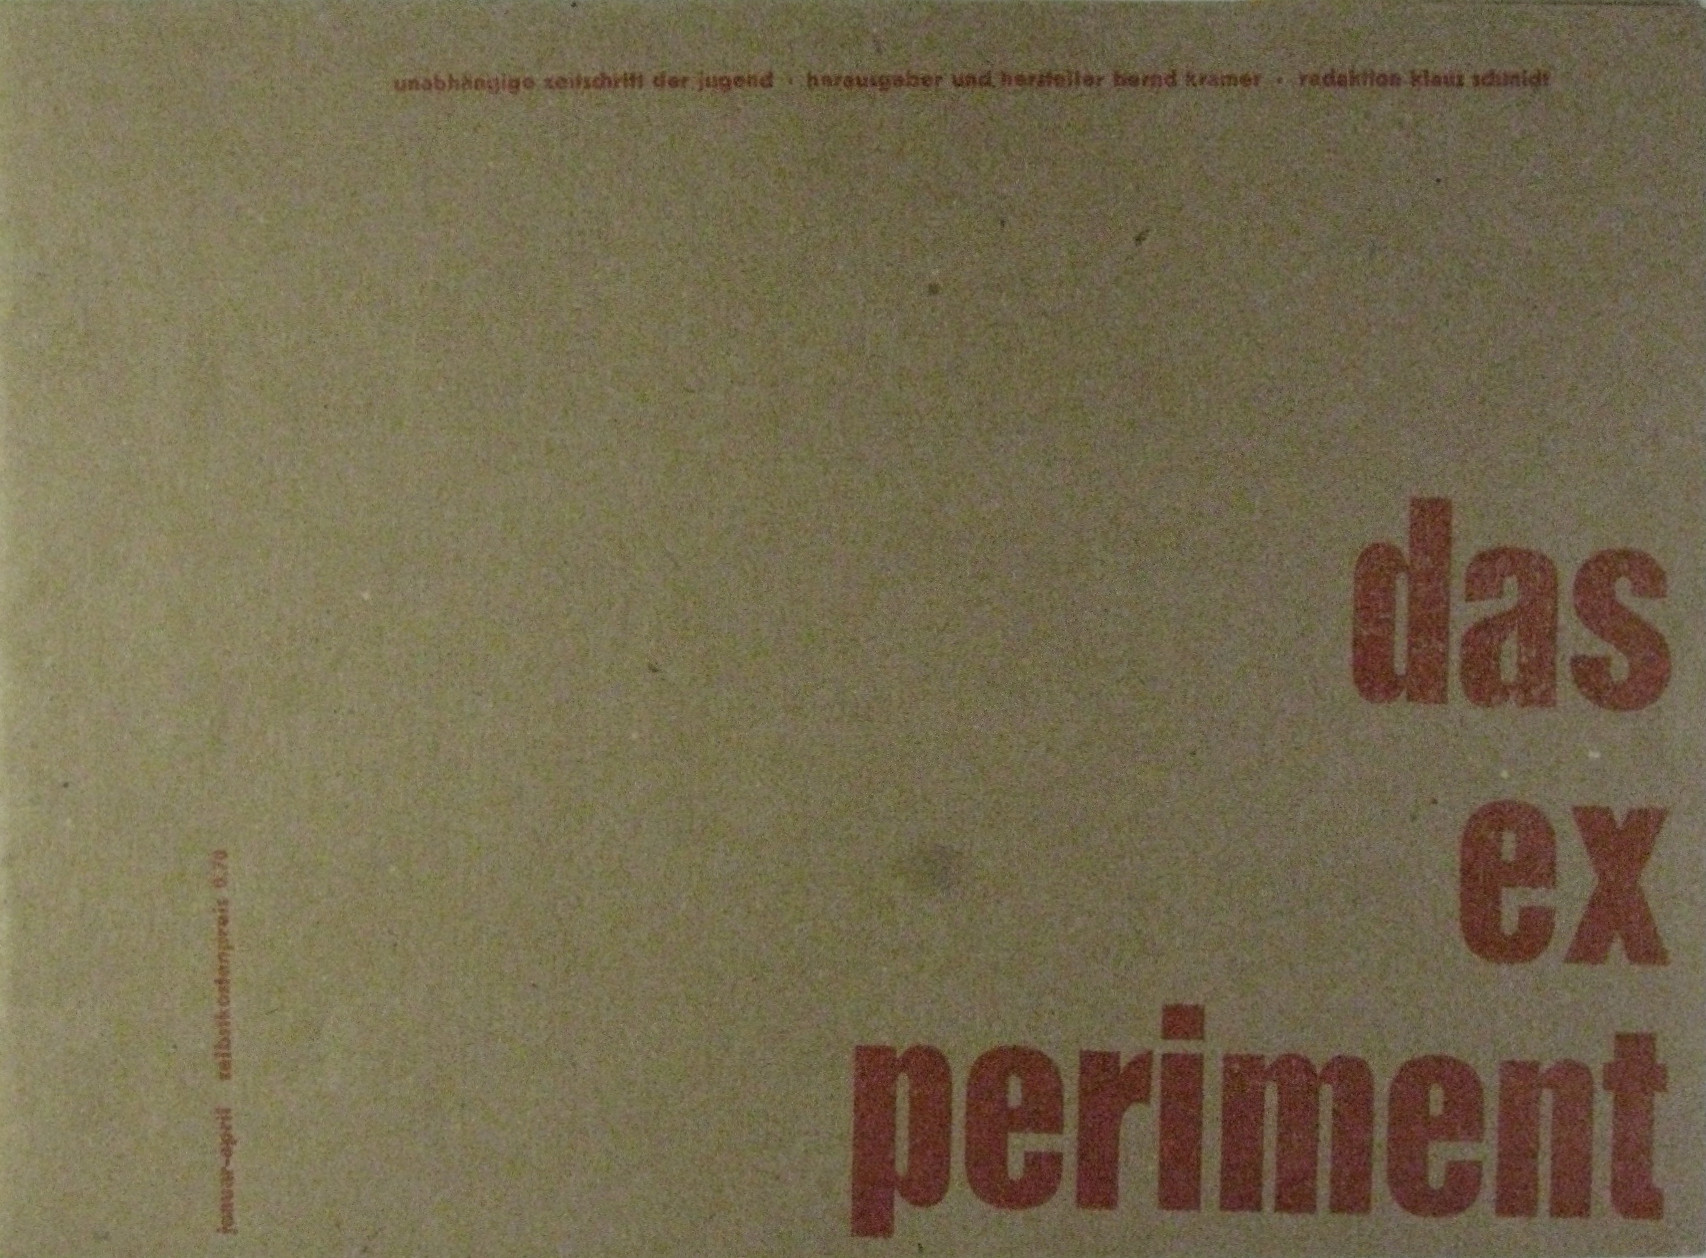 unabhängige zeitschrift der jugend · herausgeber und hersteller bernd kramer · redaktion klaus schmidt
das
ex
periment
januar-april selbstkostenpreis 0.70